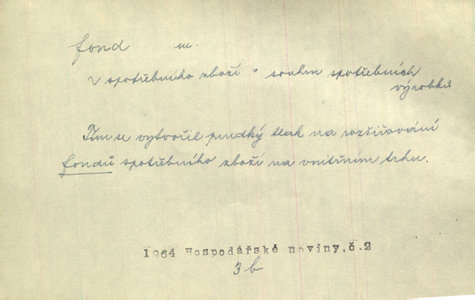 fond m.
~ spotřebního zboží = souhrn spotřebních
výrobků
Tím se vytvořil prudký tlak na rozšiřování
fondů spotřebního zboží na vnitřním trhu.
1964 Hospodářské noviny,č.2
3b